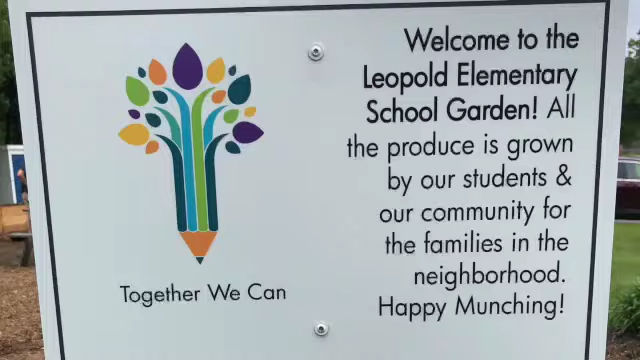 Welcome to the
Leopold Elementary
School Garden! All
the produce is grown
by our students &
our community for
the families in the
neighborhood.
Happy Munching!
Together We Can